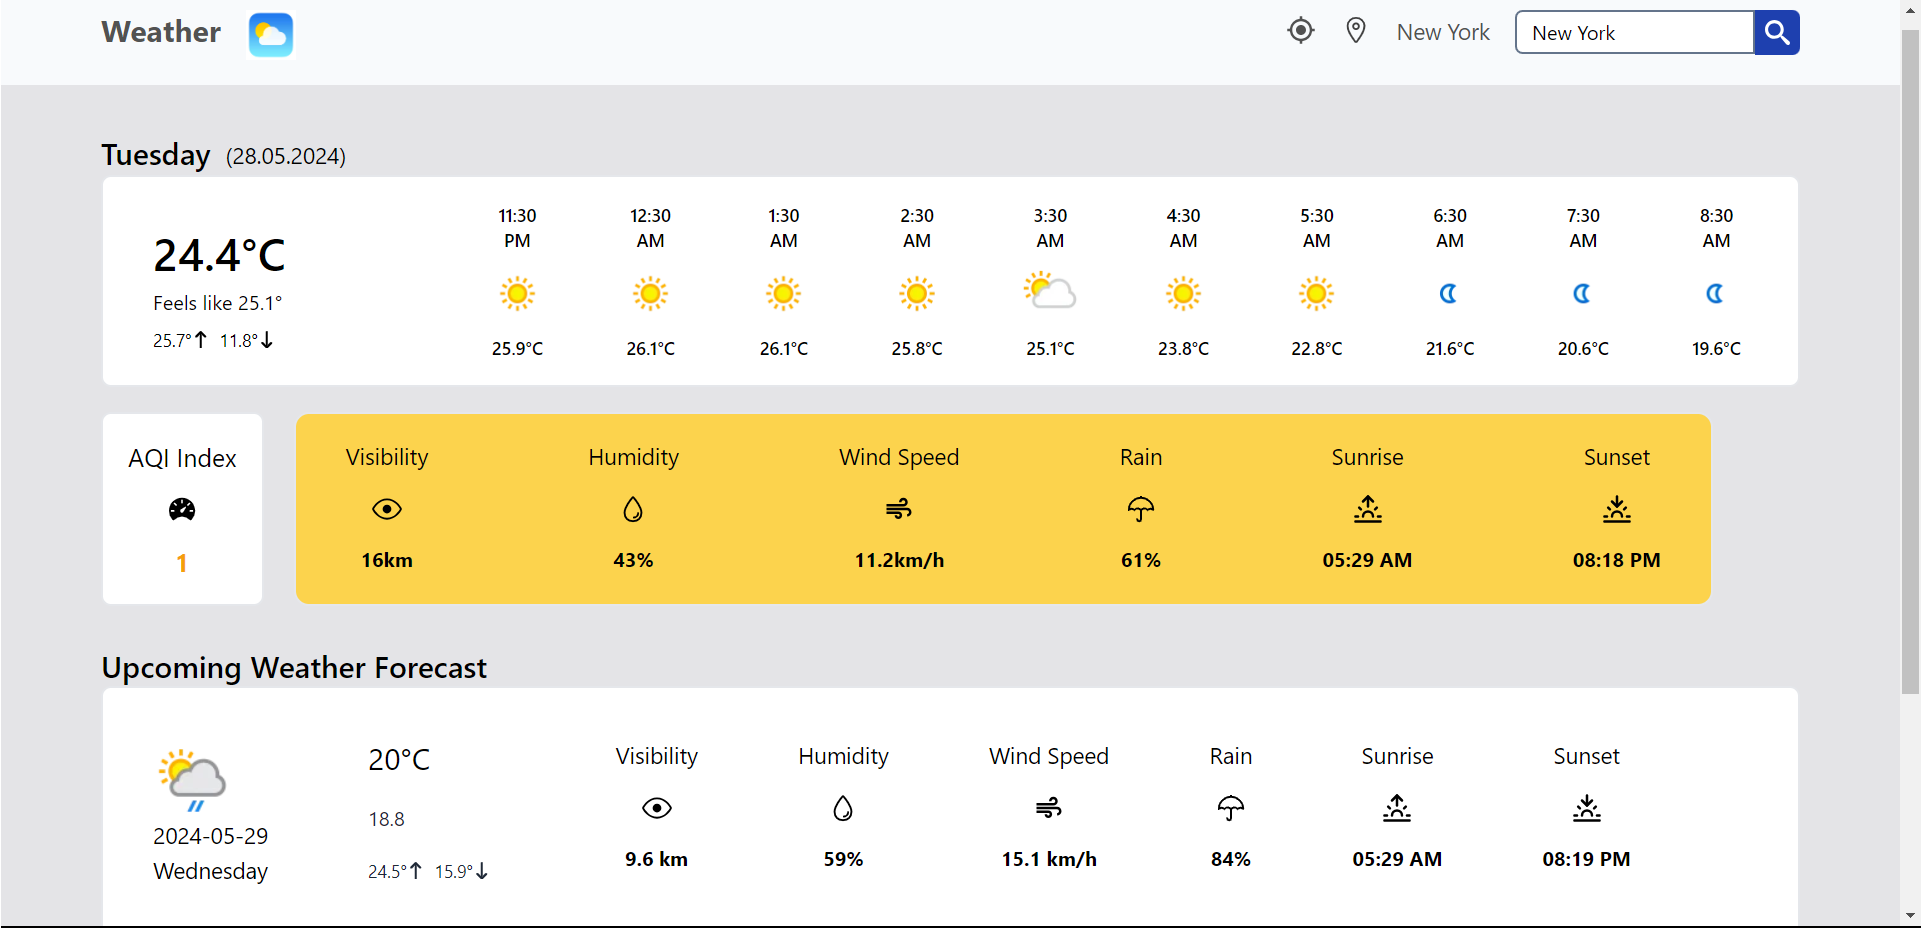 Weather
New York
New York
Tuesday (28.05.2024)
24.4°C
Feels like 25.1°
25.7° 11.8°
11:30 PM 12:30 AM 1:30 AM 2:30 AM 3:30 AM 4:30 AM 5:30 AM 6:30 AM 7:30 AM 8:30 AM
25.9°C 26.1°C 26.1°C 25.8°C 25.1°C 23.8°C 22.8°C 21.6°C 20.6°C 19.6°C
AQI Index
1
Visibility Humidity Wind Speed Rain Sunrise Sunset
16km 43% 11.2km/h 61% 05:29 AM 08:18 PM
Upcoming Weather Forecast
2024-05-29
Wednesday
20°C
18.8
24.5° 15.9°
Visibility Humidity Wind Speed Rain Sunrise Sunset
9.6 km 59% 15.1 km/h 84% 05:29 AM 08:19 PM